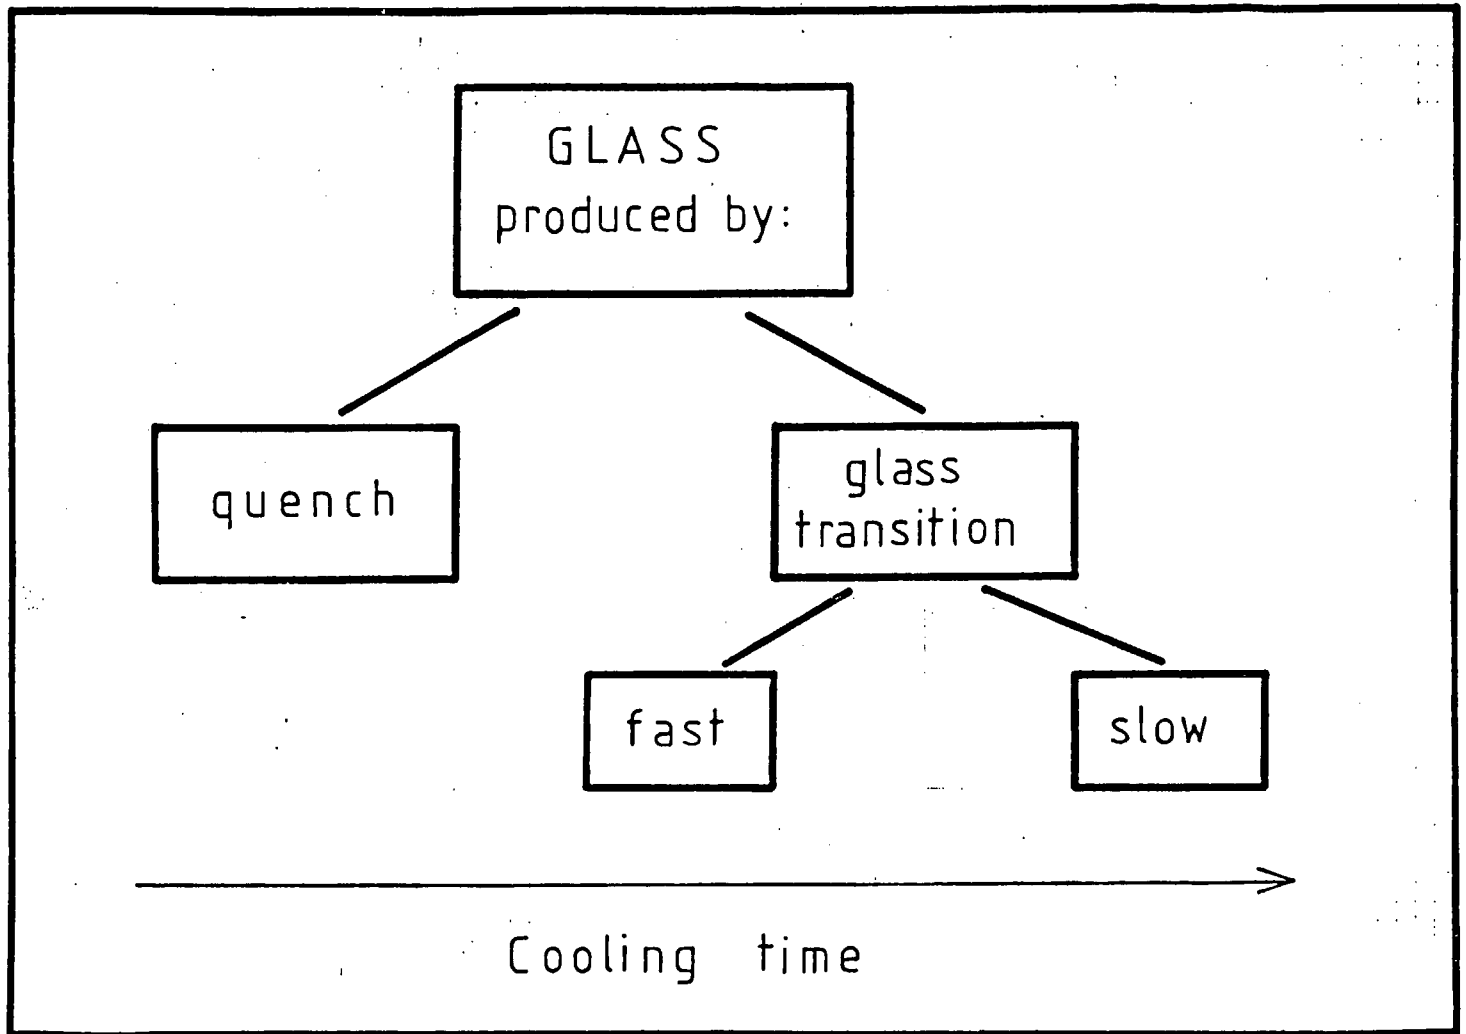 GLASS
produced by:
quench
glass
transition
fast
slow
Cooling time